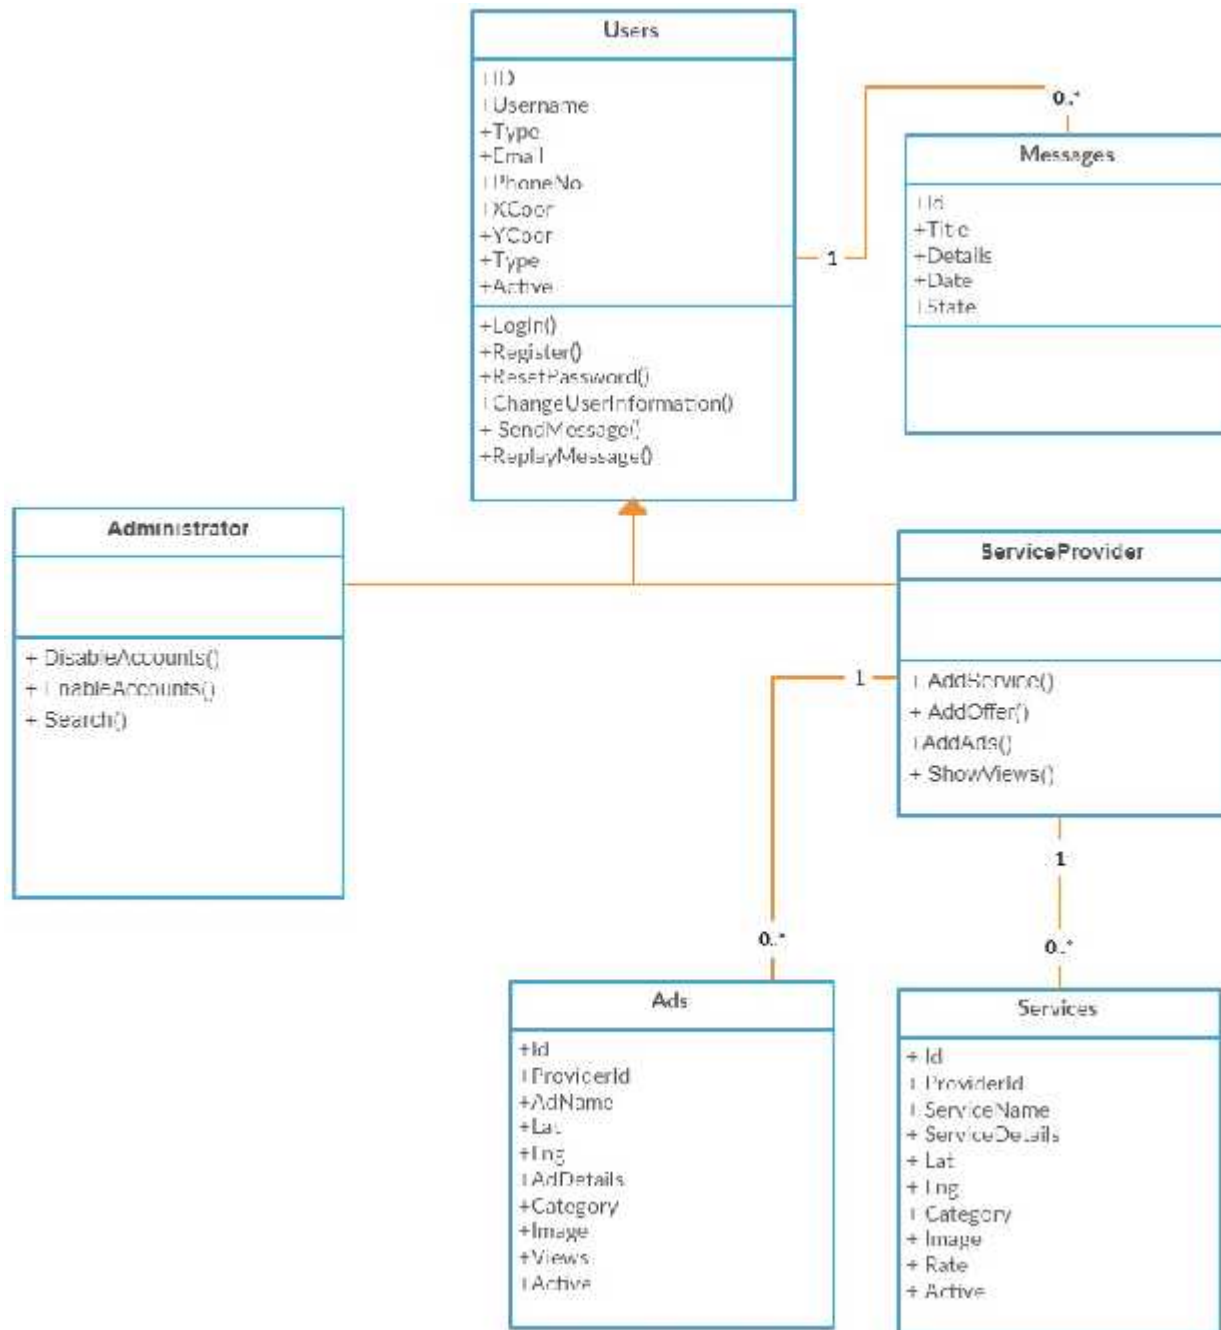 Users
+ID
+Username
+Type
+Email
+PhoneNo
+XCoor
+YCoor
+Type
+Active
+LogIn()
+Register()
+ResetPassword()
+ChangeUserInformation()
+ SendMessage()
+ReplayMessage()
1
0..*
Messages
+Id
+Title
+Details
+Date
+State
Administrator
+ DisableAccounts()
+ EnableAccounts()
+ Search()
ServiceProvider
+ AddService()
+ AddOffer()
+AddAds()
+ ShowViews()
1
0..*
1
0..*
Ads
+Id
+ProviderId
+AdName
+Lat
+Lng
+AdDetails
+Category
+Image
+Views
+Active
Services
+ Id
+ ProviderId
+ ServiceName
+ ServiceDetails
+ Lat
+ Lng
+ Category
+ Image
+ Rate
+ Active